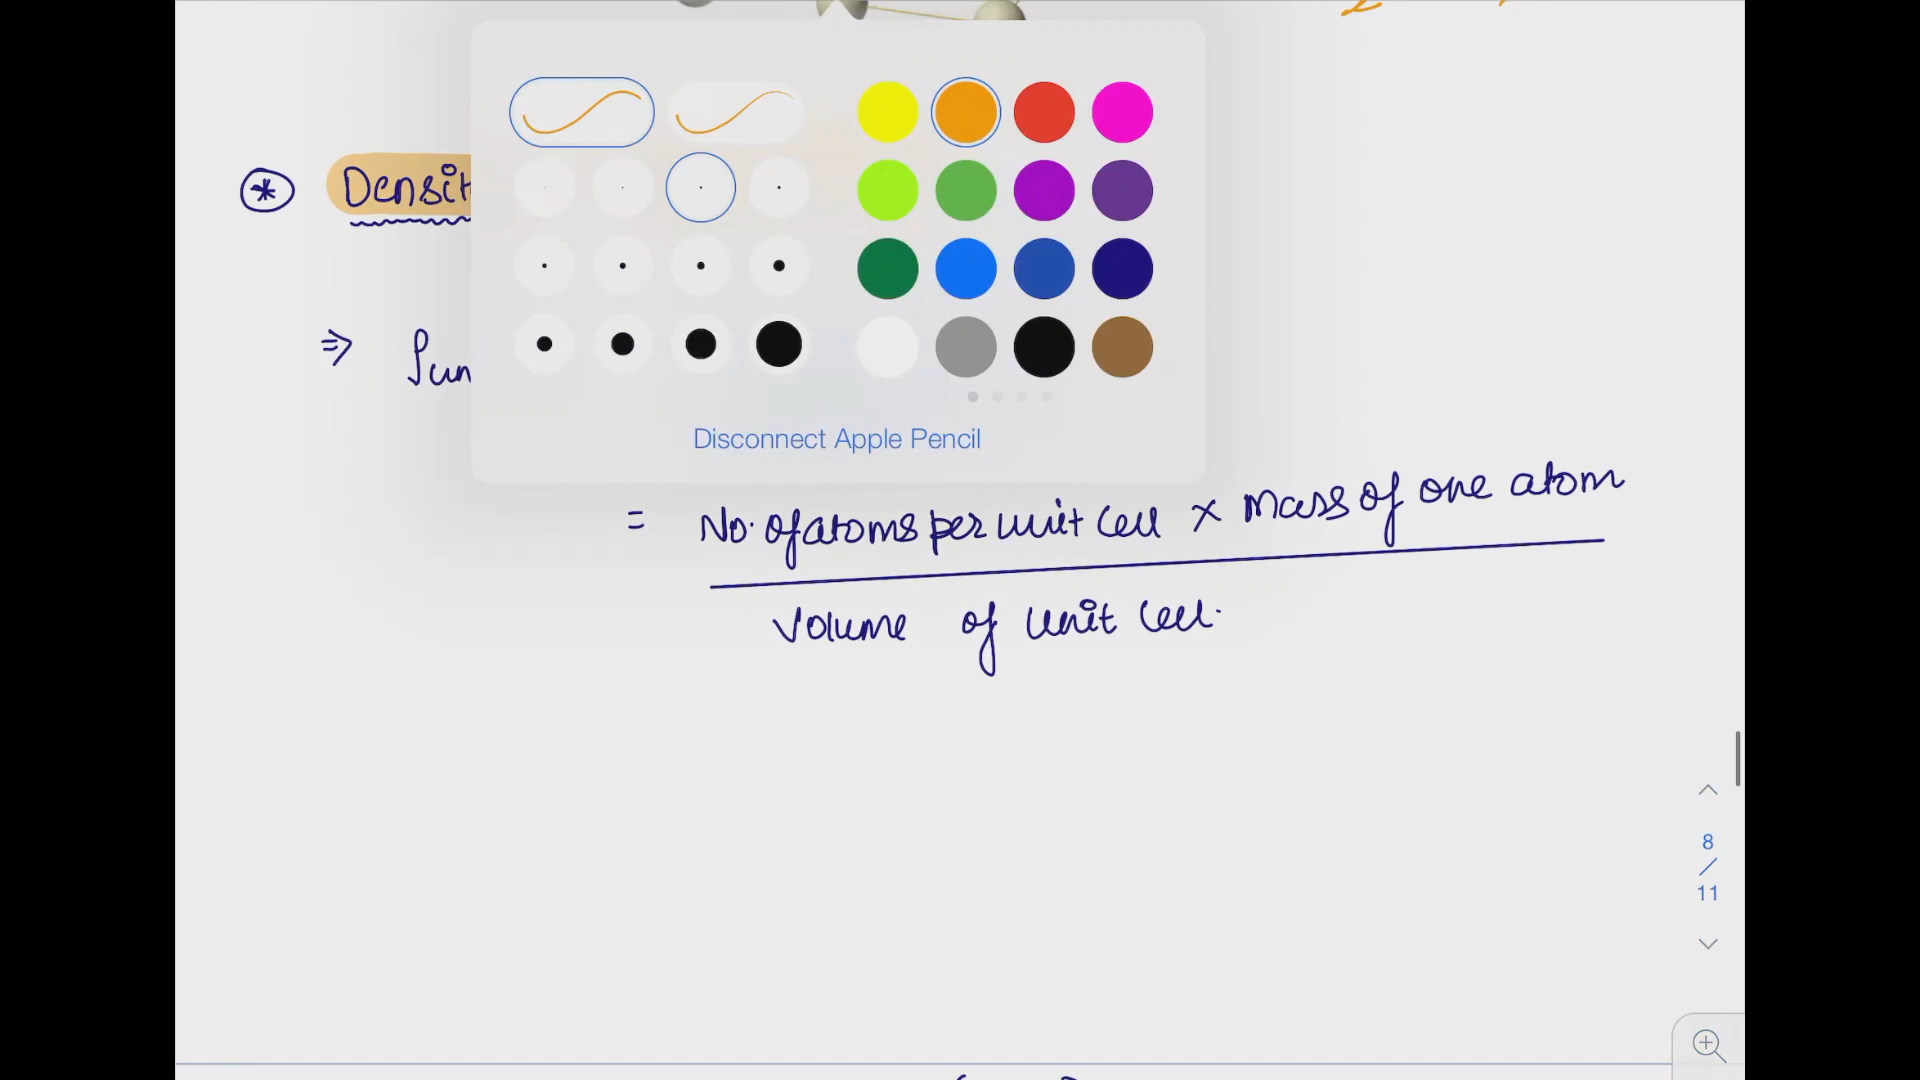 Densit
⇒ ρun
Disconnect Apple Pencil
= No. of atoms per unit cell × Mass of one atom
Volume of unit cell.
8
/
11